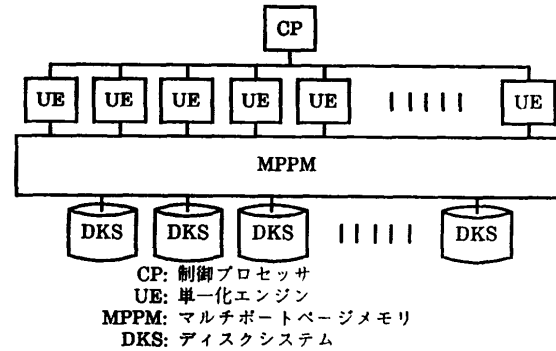 CP
UE UE UE UE UE UE
MPPM
DKS DKS DKS DKS
CP: 制御プロセッサ
UE: 単一化エンジン
MPPM: マルチポートページメモリ
DKS: ディスクシステム